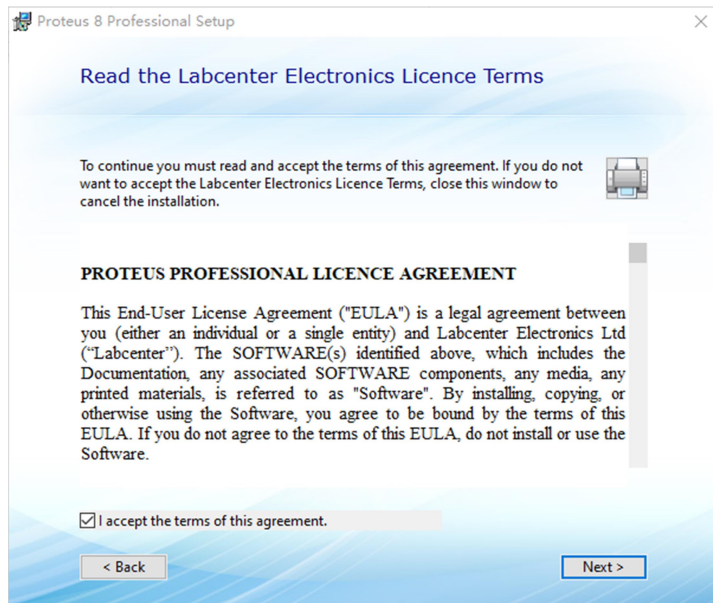 Proteus 8 Professional Setup
Read the Labcenter Electronics Licence Terms
To continue you must read and accept the terms of this agreement. If you do not
want to accept the Labcenter Electronics Licence Terms, close this window to
cancel the installation.
PROTEUS PROFESSIONAL LICENCE AGREEMENT
This End-User License Agreement ("EULA") is a legal agreement between
you (either an individual or a single entity) and Labcenter Electronics Ltd
(“Labcenter”). The SOFTWARE(s) identified above, which includes the
Documentation, any associated SOFTWARE components, any media, any
printed materials, is referred to as "Software". By installing, copying, or
otherwise using the Software, you agree to be bound by the terms of this
EULA. If you do not agree to the terms of this EULA, do not install or use the
Software.
I accept the terms of this agreement.
< Back
Next >